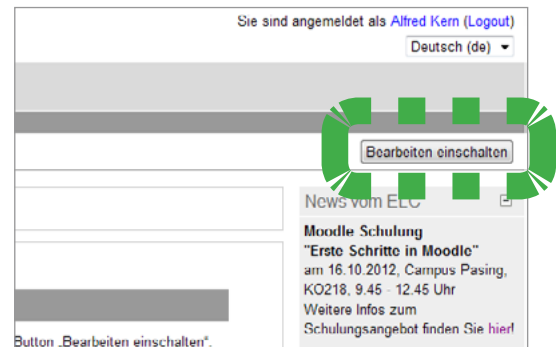 Sie sind angemeldet als Alfred Kern (Logout)
Deutsch (de)
Bearbeiten einschalten
News vom ELC
Moodle Schulung
"Erste Schritte in Moodle"
am 16.10.2012, Campus Pasing,
KO218, 9.45 - 12.45 Uhr
Weitere Infos zum
Schulungsangebot finden Sie hier!
Button „Bearbeiten einschalten".